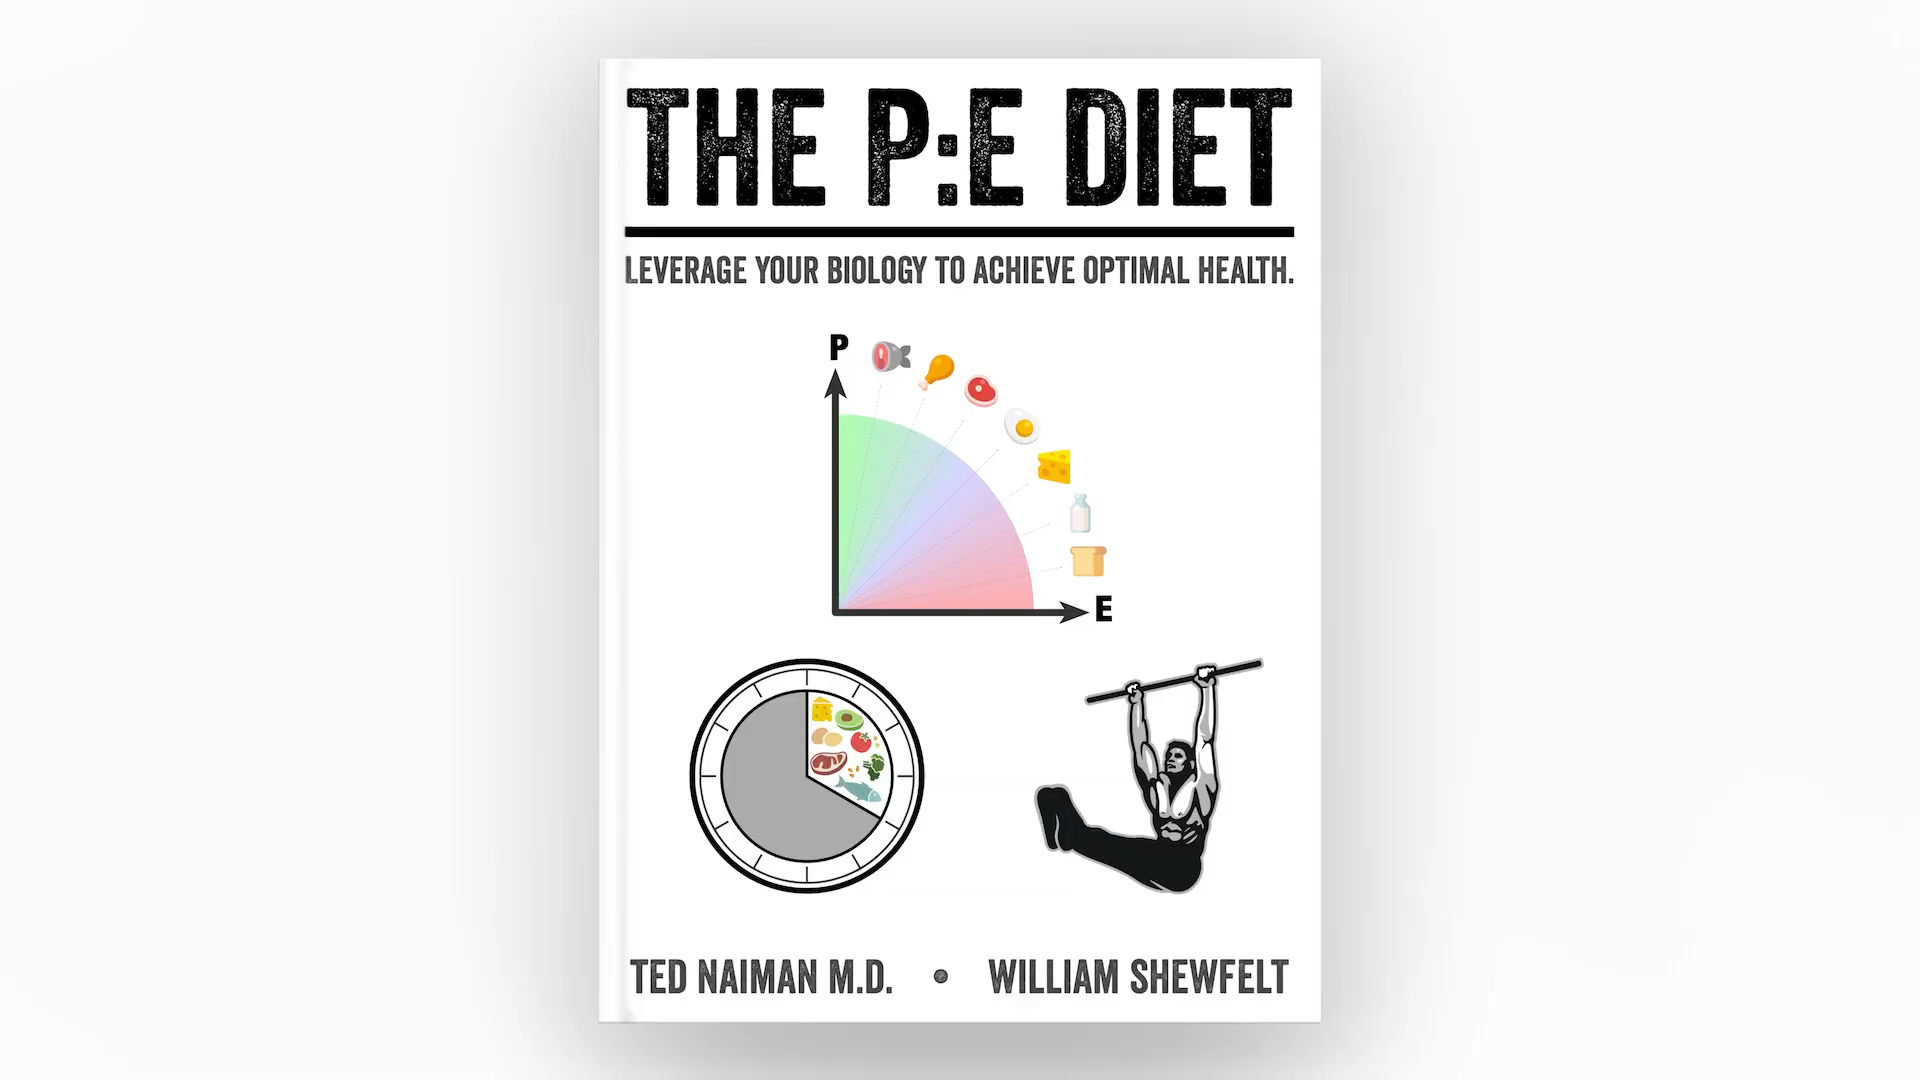 THE P:E DIET
LEVERAGE YOUR BIOLOGY TO ACHIEVE OPTIMAL HEALTH.
P
E
TED NAIMAN M.D. • WILLIAM SHEWFELT